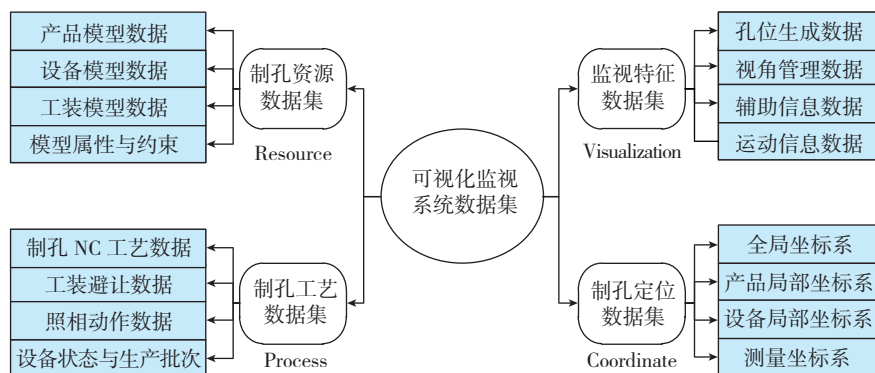 产品模型数据
设备模型数据
工装模型数据
模型属性与约束
制孔资源
数据集
Resource
监视特征
数据集
Visualization
孔位生成数据
视角管理数据
辅助信息数据
运动信息数据
可视化监视
系统数据集
制孔 NC 工艺数据
工装避让数据
照相动作数据
设备状态与生产批次
制孔工艺
数据集
Process
制孔定位
数据集
Coordinate
全局坐标系
产品局部坐标系
设备局部坐标系
测量坐标系